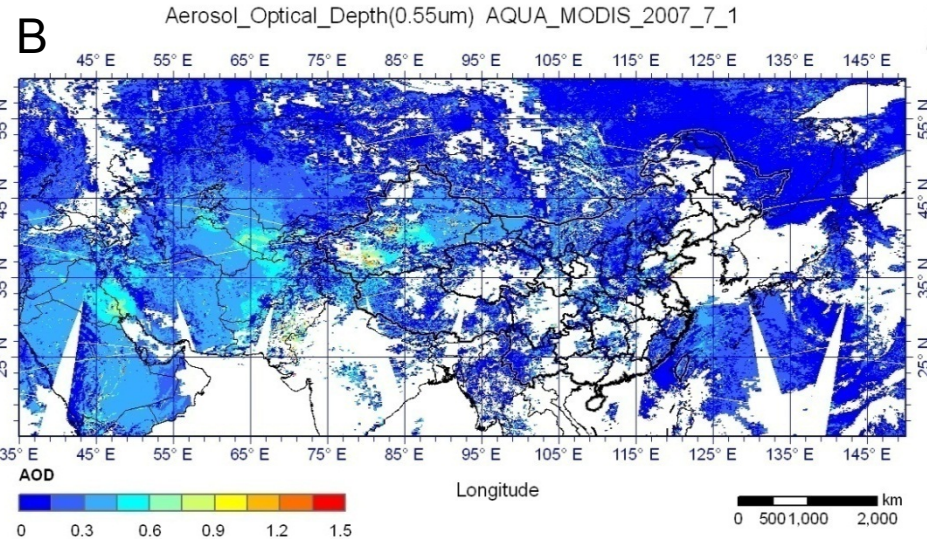 Aerosol_Optical_Depth(0.55um) AQUA_MODIS_2007_7_1
B
45° E 55° E 65° E 75° E 85° E 95° E 105° E 115° E 125° E 135° E 145° E
55° N
45° N
35° N
25° N
35° E 45° E 55° E 65° E 75° E 85° E 95° E 105° E 115° E 125° E 135° E 145° E
AOD
Longitude
km
0 0.3 0.6 0.9 1.2 1.5
0 500 1,000 2,000